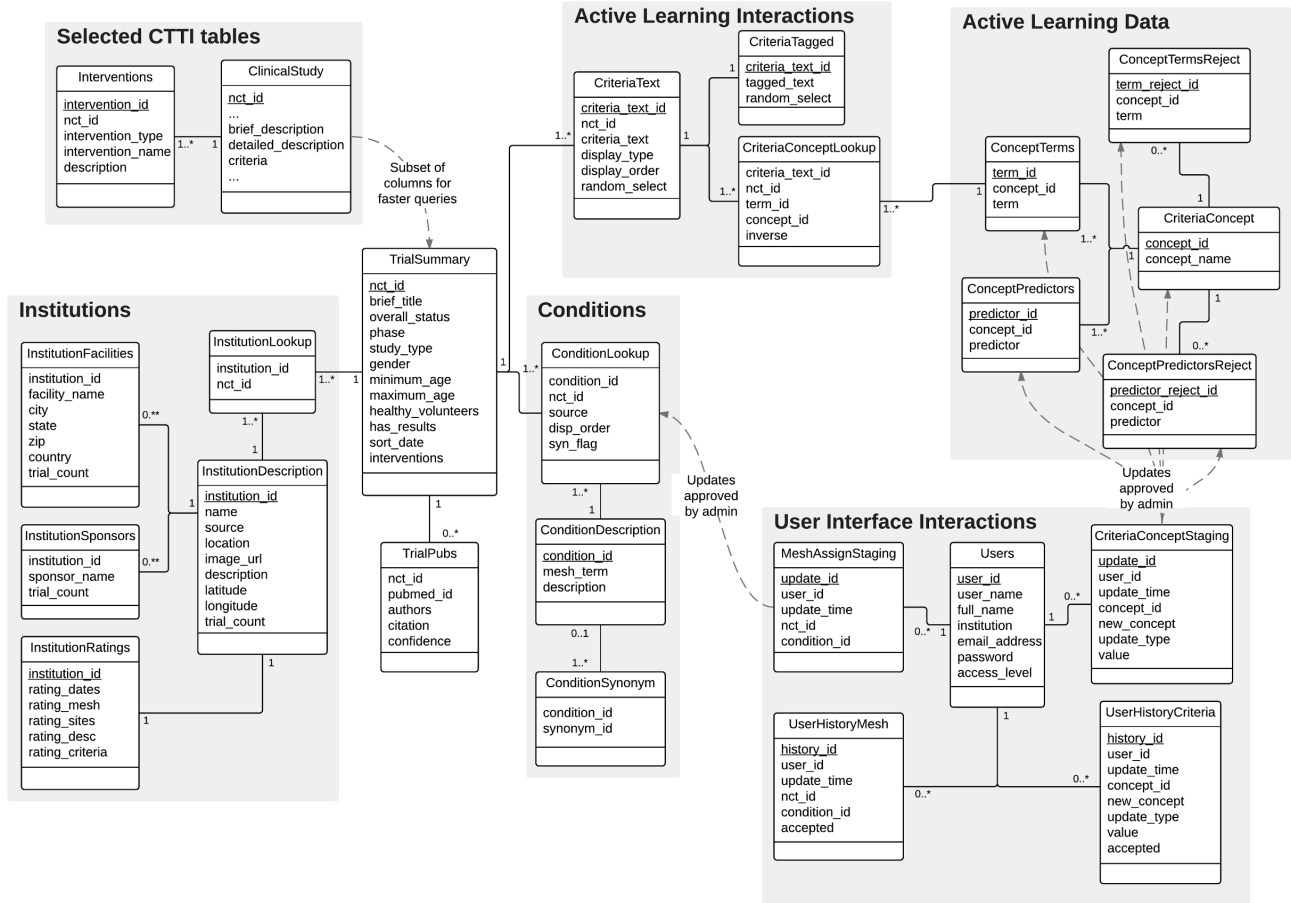 Selected CTTI tables
Interventions
intervention_id
nct_id
intervention_type
intervention_name
description
1..*
1
ClinicalStudy
nct_id
...
brief_description
detailed_description
criteria
...
Subset of
columns for
faster queries
Active Learning Interactions
CriteriaText
criteria_text_id
nct_id
criteria_text
display_type
display_order
random_select
1..*
1
1
1..*
CriteriaTagged
criteria_text_id
tagged_text
random_select
CriteriaConceptLookup
criteria_text_id
nct_id
term_id
concept_id
inverse
1..*
1
Active Learning Data
ConceptTermsReject
term_reject_id
concept_id
term
0..*
1
ConceptTerms
term_id
concept_id
term
1..*
1
CriteriaConcept
concept_id
concept_name
1
0..*
ConceptPredictors
predictor_id
concept_id
predictor
1..*
ConceptPredictorsReject
predictor_reject_id
concept_id
predictor
Updates
approved
by admin
Institutions
InstitutionFacilities
institution_id
facility_name
city
state
zip
country
trial_count
0.**
InstitutionLookup
institution_id
nct_id
1..*
1
1..*
1
InstitutionDescription
institution_id
name
source
location
image_url
description
latitude
longitude
trial_count
1
1
InstitutionSponsors
institution_id
sponsor_name
trial_count
0.**
InstitutionRatings
institution_id
rating_dates
rating_mesh
rating_sites
rating_desc
rating_criteria
1
TrialSummary
nct_id
brief_title
overall_status
phase
study_type
gender
minimum_age
maximum_age
healthy_volunteers
has_results
sort_date
interventions
1
1
0..*
TrialPubs
nct_id
pubmed_id
authors
citation
confidence
Conditions
1..*
ConditionLookup
condition_id
nct_id
source
disp_order
syn_flag
1..*
1
ConditionDescription
condition_id
mesh_term
description
0..1
1..*
ConditionSynonym
condition_id
synonym_id
Updates
approved
by admin
User Interface Interactions
MeshAssignStaging
update_id
user_id
update_time
nct_id
condition_id
0..*
1
Users
user_id
user_name
full_name
institution
email_address
password
access_level
1
0..*
1
CriteriaConceptStaging
update_id
user_id
update_time
concept_id
new_concept
update_type
value
UserHistoryMesh
history_id
user_id
update_time
nct_id
condition_id
accepted
0..*
0..*
UserHistoryCriteria
history_id
user_id
update_time
concept_id
new_concept
update_type
value
accepted